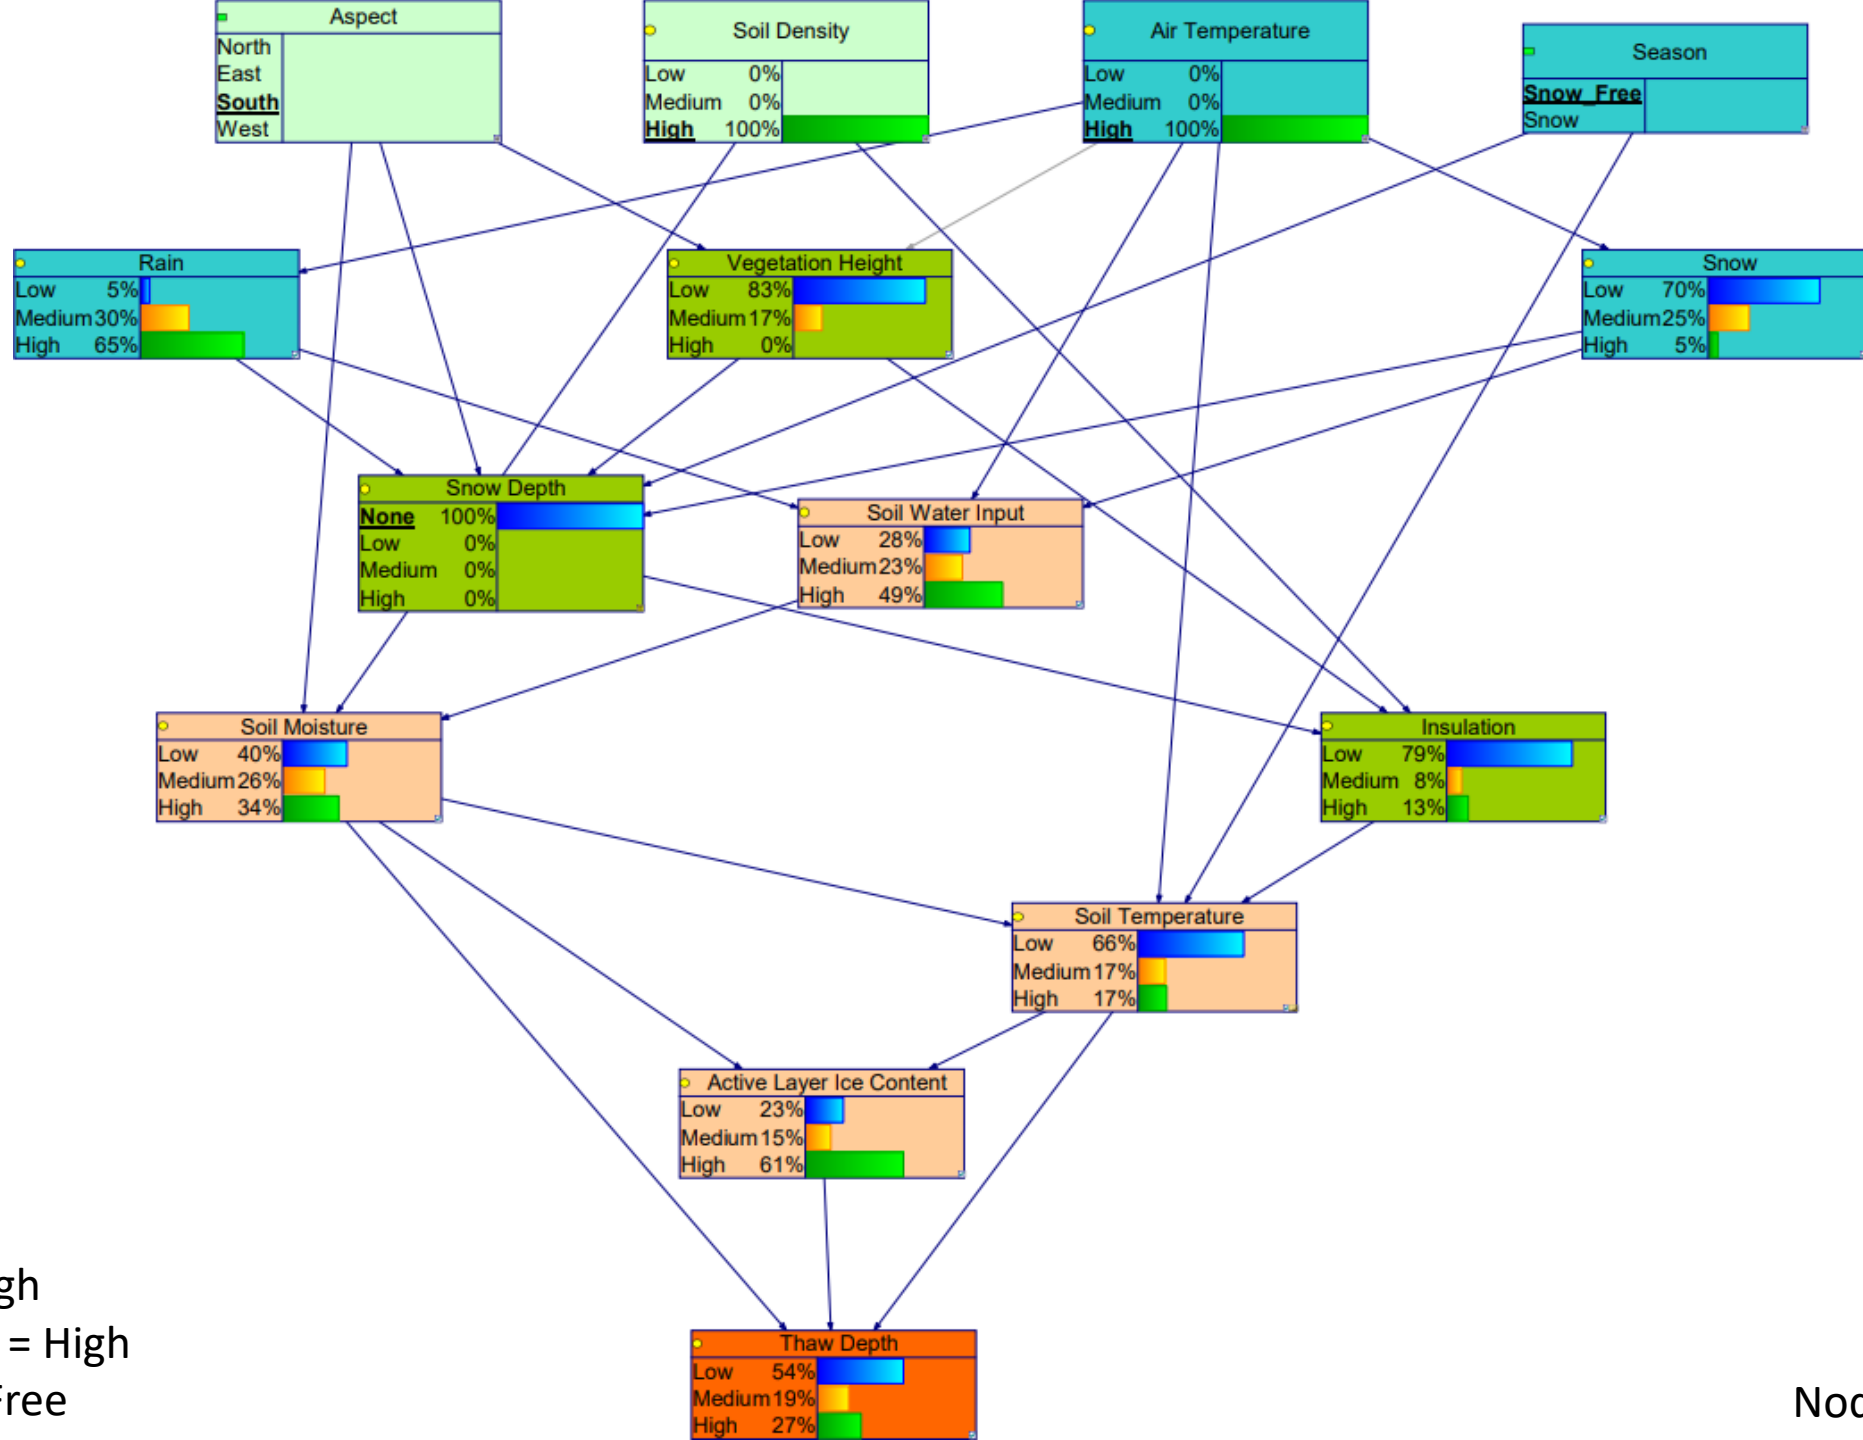 Aspect
North
East
South
West
Soil Density
Low 0%
Medium 0%
High 100%
Air Temperature
Low 0%
Medium 0%
High 100%
Season
Snow_Free
Snow
Rain
Low 5%
Medium 30%
High 65%
Vegetation Height
Low 83%
Medium 17%
High 0%
Snow
Low 70%
Medium 25%
High 5%
Snow Depth
None 100%
Low 0%
Medium 0%
High 0%
Soil Water Input
Low 28%
Medium 23%
High 49%
Soil Moisture
Low 40%
Medium 26%
High 34%
Insulation
Low 79%
Medium 8%
High 13%
Soil Temperature
Low 66%
Medium 17%
High 17%
Active Layer Ice Content
Low 23%
Medium 15%
High 61%
Thaw Depth
Low 54%
Medium 19%
High 27%
gh
= High
Free
Nod